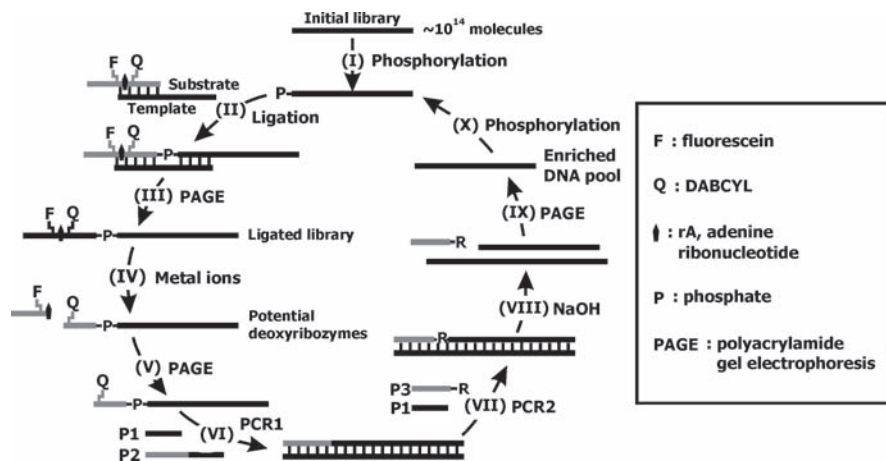 Initial library
~10¹⁴ molecules
(I) Phosphorylation
F Q
Substrate
Template
P
(II)
Ligation
(X) Phosphorylation
F Q
P
Enriched
DNA pool
(III) PAGE
(IX) PAGE
F Q
P
Ligated library
R
(IV) Metal ions
(VIII) NaOH
F
Q
P
Potential
deoxyribozymes
R
(V) PAGE
P3 R
P1
(VII) PCR2
Q
P
P1
(VI)
PCR1
P2
F : fluorescein
Q : DABCYL
: rA, adenine
ribonucleotide
P : phosphate
PAGE : polyacrylamide
gel electrophoresis